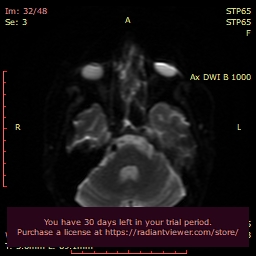 Im: 32/48
Se: 3
STP65
STP65
F
A
Ax DWI B 1000
R
L
You have 30 days left in your trial period.
Purchase a license at https://radiantviewer.com/store/